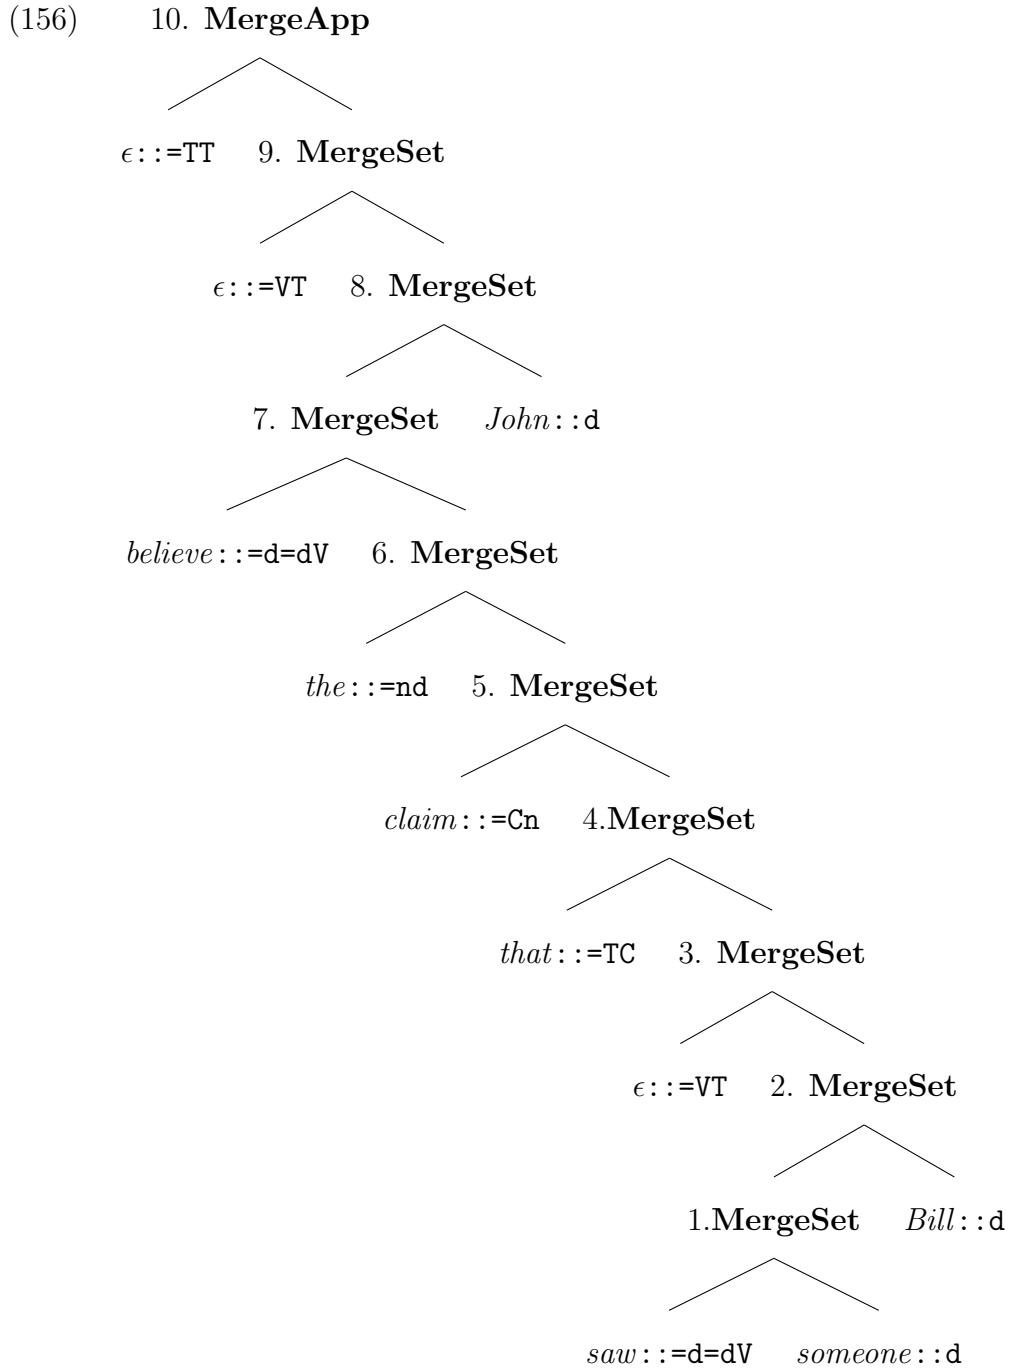 (156) 10. MergeApp
ϵ::=TT 9. MergeSet
ϵ::=VT 8. MergeSet
7. MergeSet John::d
believe::=d=dV 6. MergeSet
the::=nd 5. MergeSet
claim::=Cn 4.MergeSet
that::=TC 3. MergeSet
ϵ::=VT 2. MergeSet
1.MergeSet Bill::d
saw::=d=dV someone::d